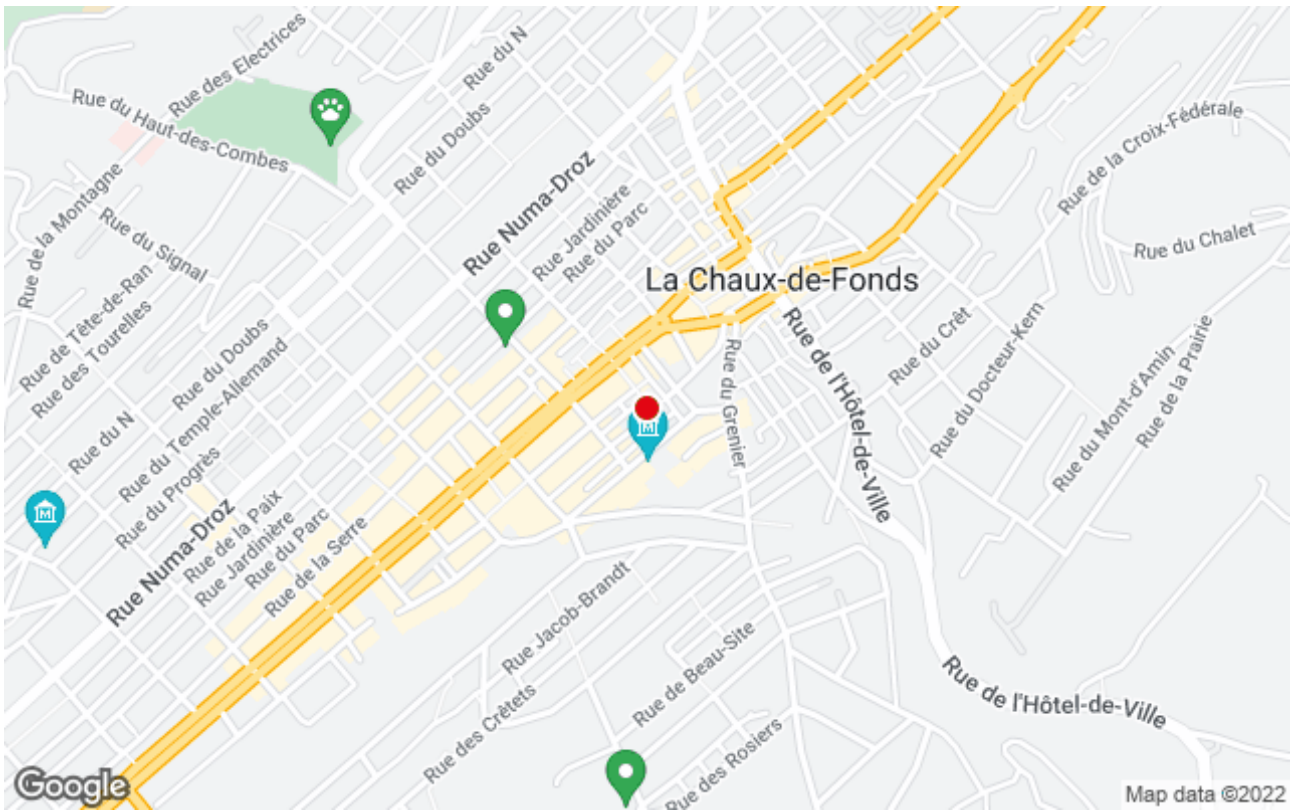 Rue des Electrices
Rue du N
Rue du Haut-des-Combes
Rue du Doubs
Rue de la Croix-Fédérale
Rue de la Montagne
Rue Numa-Droz
Rue Jardinière
Rue du Parc
Rue du Signal
Rue du Chalet
La Chaux-de-Fonds
Rue de Tête-de-Ran
Rue des Tourelles
Rue du Doubs
Rue du Temple-Allemand
Rue de l'Hôtel-de-Ville
Rue du Crêt
Rue du Docteur-Kern
Rue du Mont-d'Amin
Rue de la Prairie
Rue du Grenier
Rue du N
Rue du Progrès
M
M
Rue Numa-Droz
Rue de la Paix
Rue Jardinière
Rue du Parc
Rue de la Serre
Rue Jacob-Brandt
Rue de Beau-Site
Rue des Crêtets
Rue des Rosiers
Rue de l'Hôtel-de-Ville
Google
Map data ©2022